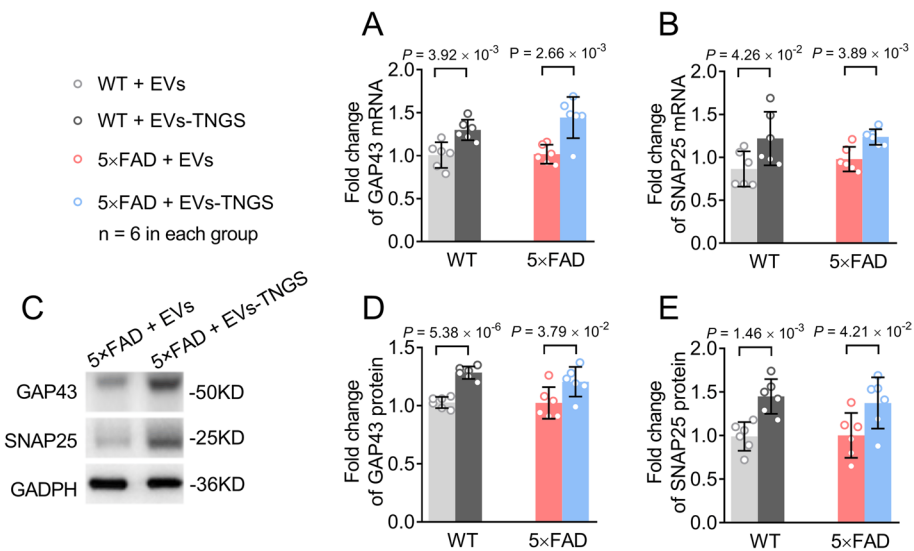 WT + EVs
WT + EVs-TNGS
5×FAD + EVs
5×FAD + EVs-TNGS
n = 6 in each group
A
P = 3.92 × 10⁻³
P = 2.66 × 10⁻³
Fold change
of GAP43 mRNA
2.0
1.5
1.0
0.5
0.0
WT
5×FAD
B
P = 4.26 × 10⁻²
P = 3.89 × 10⁻³
Fold change
of SNAP25 mRNA
2.0
1.5
1.0
0.5
0.0
WT
5×FAD
C
5×FAD + EVs
5×FAD + EVs-TNGS
GAP43
-50KD
SNAP25
-25KD
GADPH
-36KD
D
P = 5.38 × 10⁻⁶
P = 3.79 × 10⁻²
Fold change
of GAP43 protein
1.5
1.0
0.5
0.0
WT
5×FAD
E
P = 1.46 × 10⁻³
P = 4.21 × 10⁻²
Fold change
of SNAP25 protein
2.0
1.5
1.0
0.5
0.0
WT
5×FAD